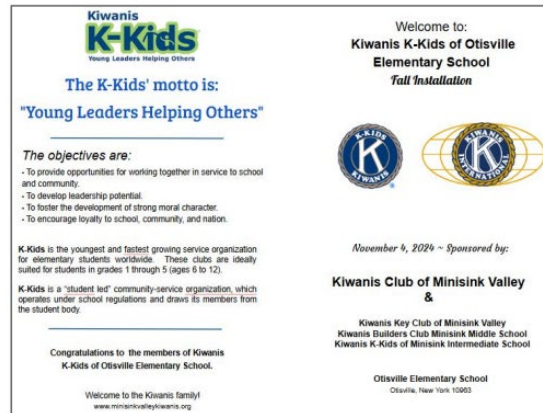 Kiwanis
K-Kids
Young Leaders Helping Others
The K-Kids' motto is:
"Young Leaders Helping Others"
The objectives are:
- To provide opportunities for working together in service to school
and community.
- To develop leadership potential.
- To foster the development of strong moral character.
- To encourage loyalty to school, community, and nation.
K-Kids is the youngest and fastest growing service organization
for elementary students worldwide. These clubs are ideally
suited for students in grades 1 through 5 (ages 6 to 12).
K-Kids is a "student led" community-service organization, which
operates under school regulations and draws its members from
the student body.
Congratulations to the members of Kiwanis
K-Kids of Otisville Elementary School.
Welcome to the Kiwanis family!
www.minisinkvalleykiwanis.org
Welcome to:
Kiwanis K-Kids of Otisville
Elementary School
Fall Installation
K-KIDS
K
KIWANIS
®
KIWANIS
K
INTERNATIONAL
November 4, 2024 ~ Sponsored by:
Kiwanis Club of Minisink Valley
&
Kiwanis Key Club of Minisink Valley
Kiwanis Builders Club Minisink Middle School
Kiwanis K-Kids of Minisink Intermediate School
Otisville Elementary School
Otisville, New York 10963